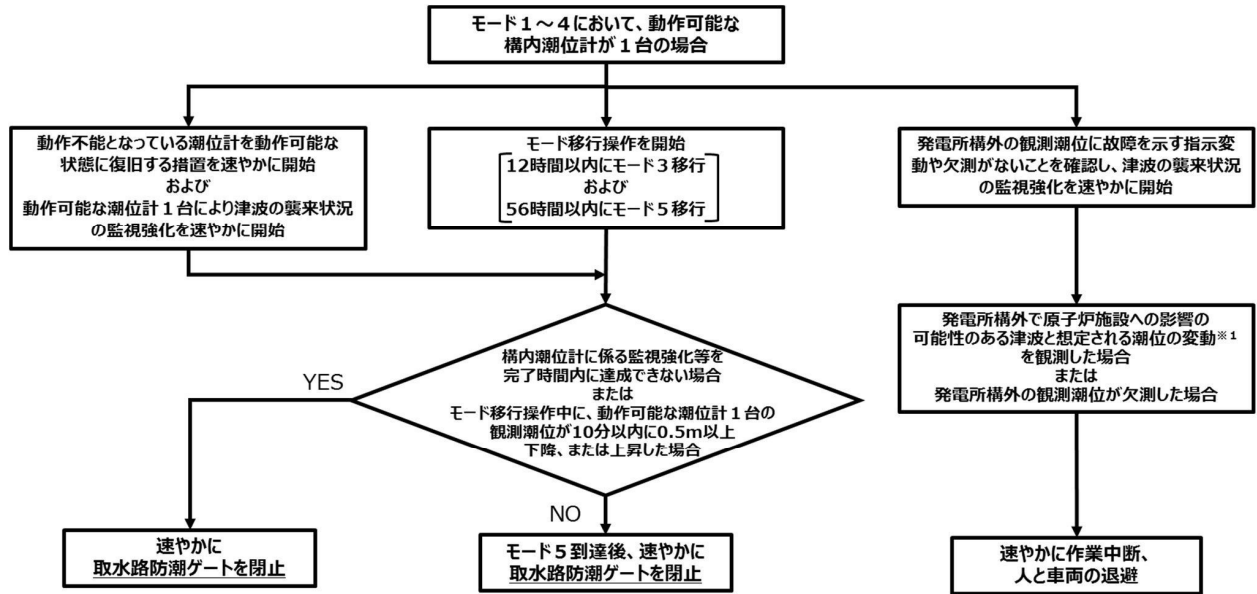 モード１～４において、動作可能な
構内潮位計が１台の場合
動作不能となっている潮位計を動作可能な
状態に復旧する措置を速やかに開始
および
動作可能な潮位計１台により津波の襲来状況
の監視強化を速やかに開始
モード移行操作を開始
12時間以内にモード３移行
および
56時間以内にモード５移行
発電所構外の観測潮位に故障を示す指示変
動や欠測がないことを確認し、津波の襲来状況
の監視強化を速やかに開始
構内潮位計に係る監視強化等を
完了時間内に達成できない場合
または
モード移行操作中に、動作可能な潮位計１台の
観測潮位が10分以内に0.5m以上
下降、または上昇した場合
発電所構外で原子炉施設への影響の
可能性のある津波と想定される潮位の変動※１
を観測した場合
または
発電所構外の観測潮位が欠測した場合
YES
NO
速やかに
取水路防潮ゲートを閉止
モード５到達後、速やかに
取水路防潮ゲートを閉止
速やかに作業中断、
人と車両の退避